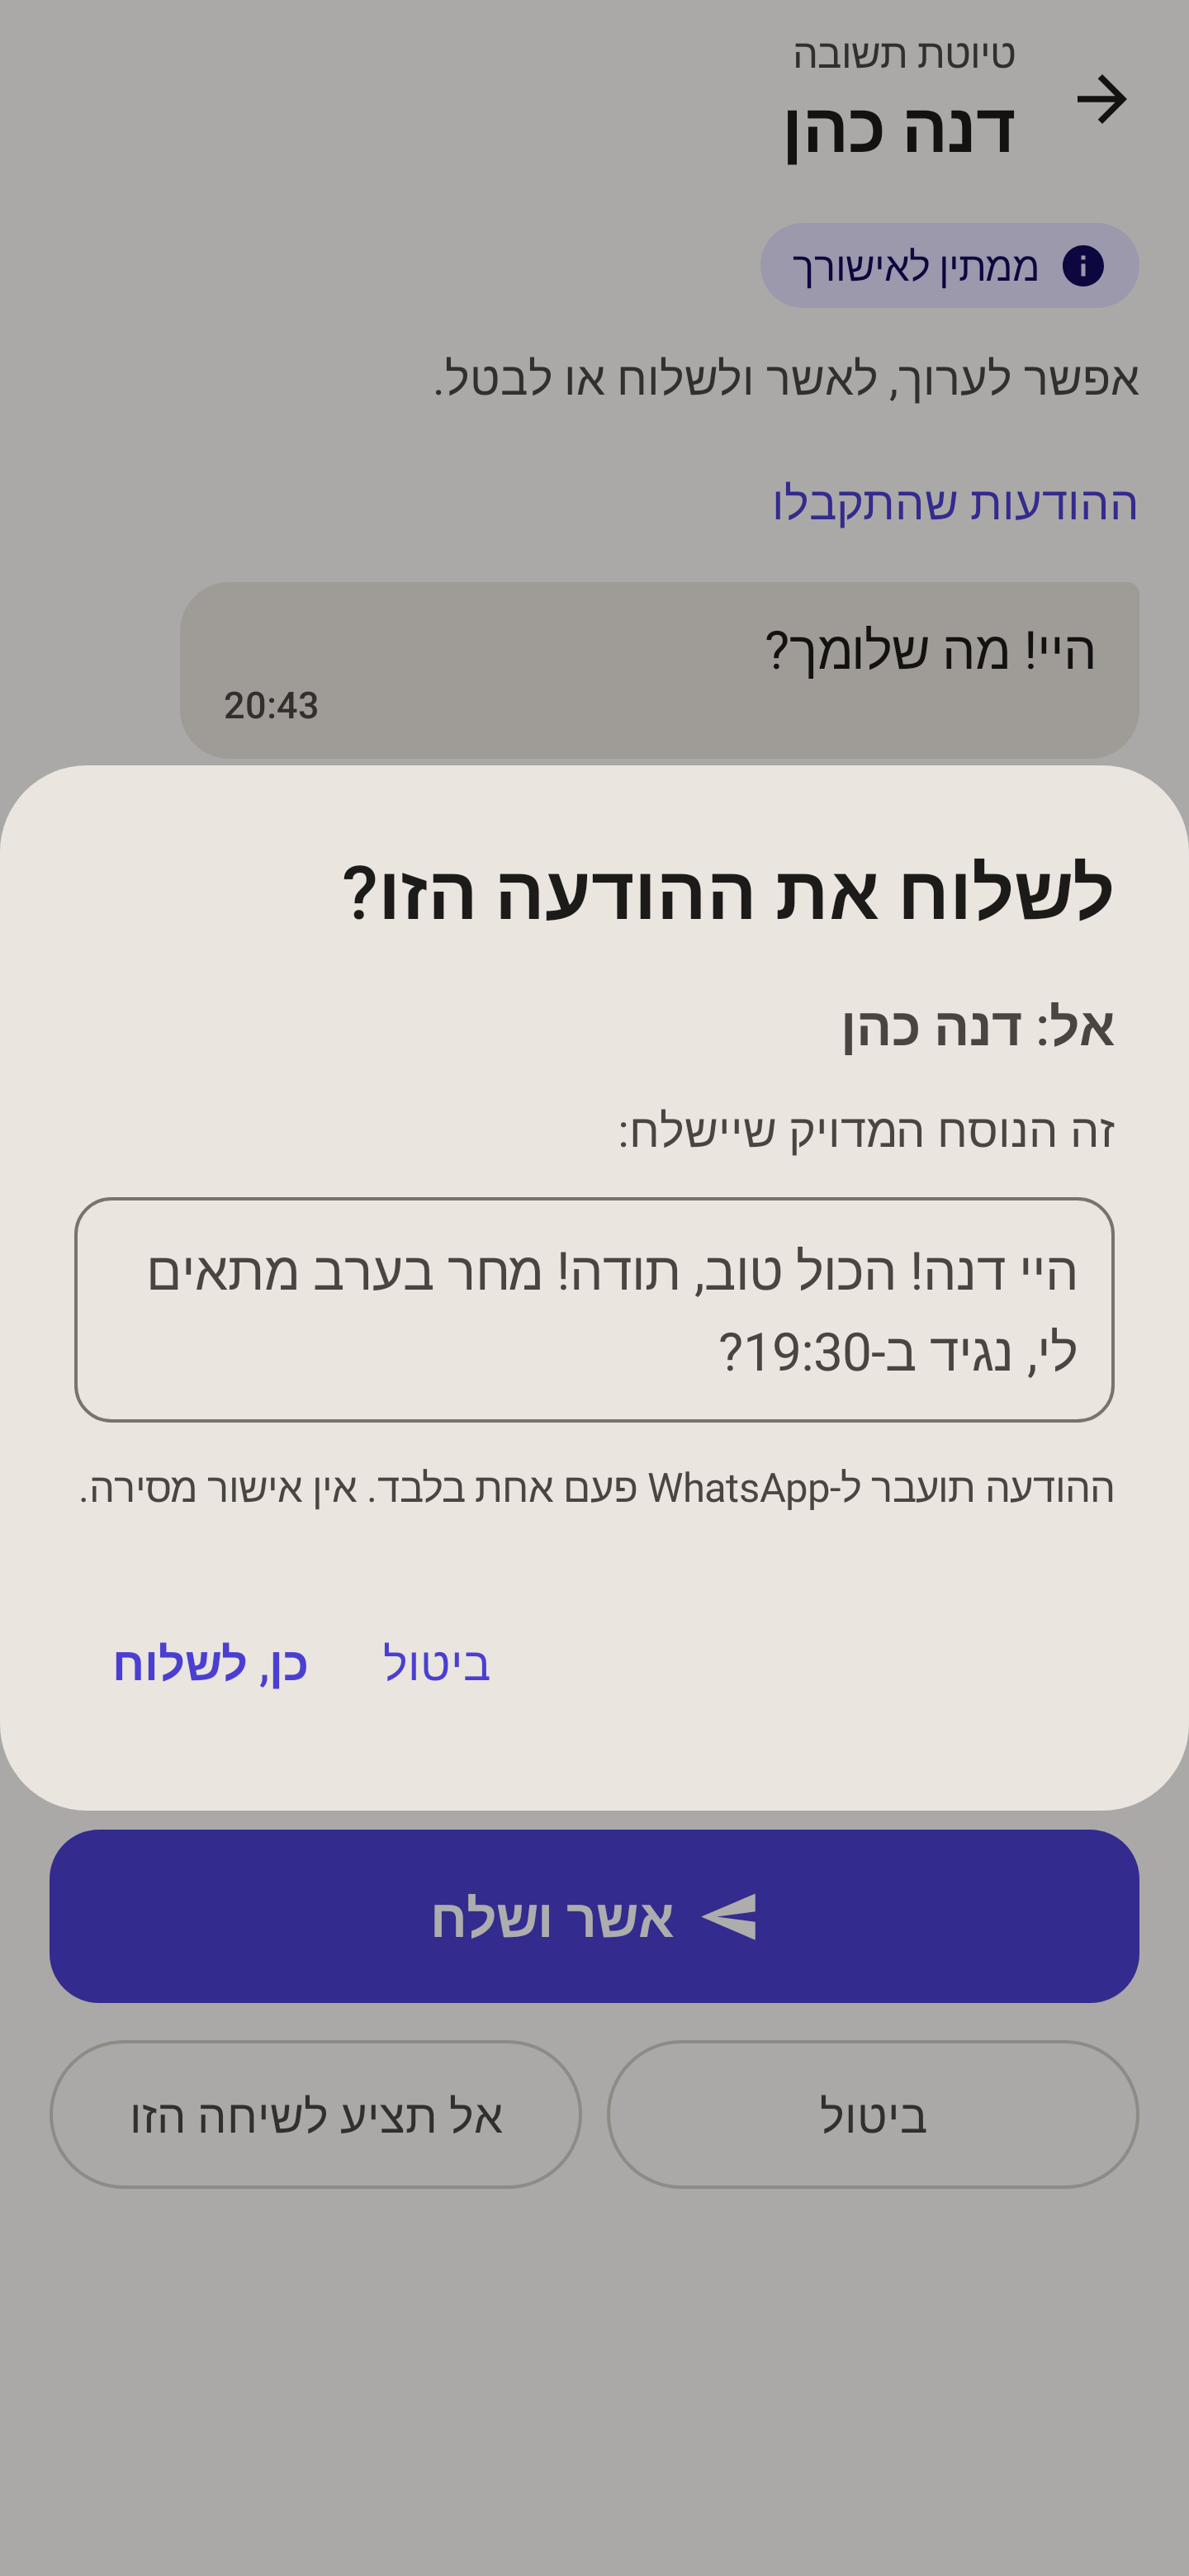 טיוטת תשובה
דנה כהן
ממתין לאישורך
אפשר לערוך, לאשר ולשלוח או לבטל.
ההודעות שהתקבלו
היי! מה שלומך?
20:43
לשלוח את ההודעה הזו?
אל: דנה כהן
זה הנוסח המדויק שיישלח:
היי דנה! הכול טוב, תודה! מחר בערב מתאים
לי, נגיד ב-19:30?
ההודעה תועבר ל-WhatsApp פעם אחת בלבד. אין אישור מסירה.
ביטול
כן, לשלוח
אשר ושלח
ביטול
אל תציע לשיחה הזו